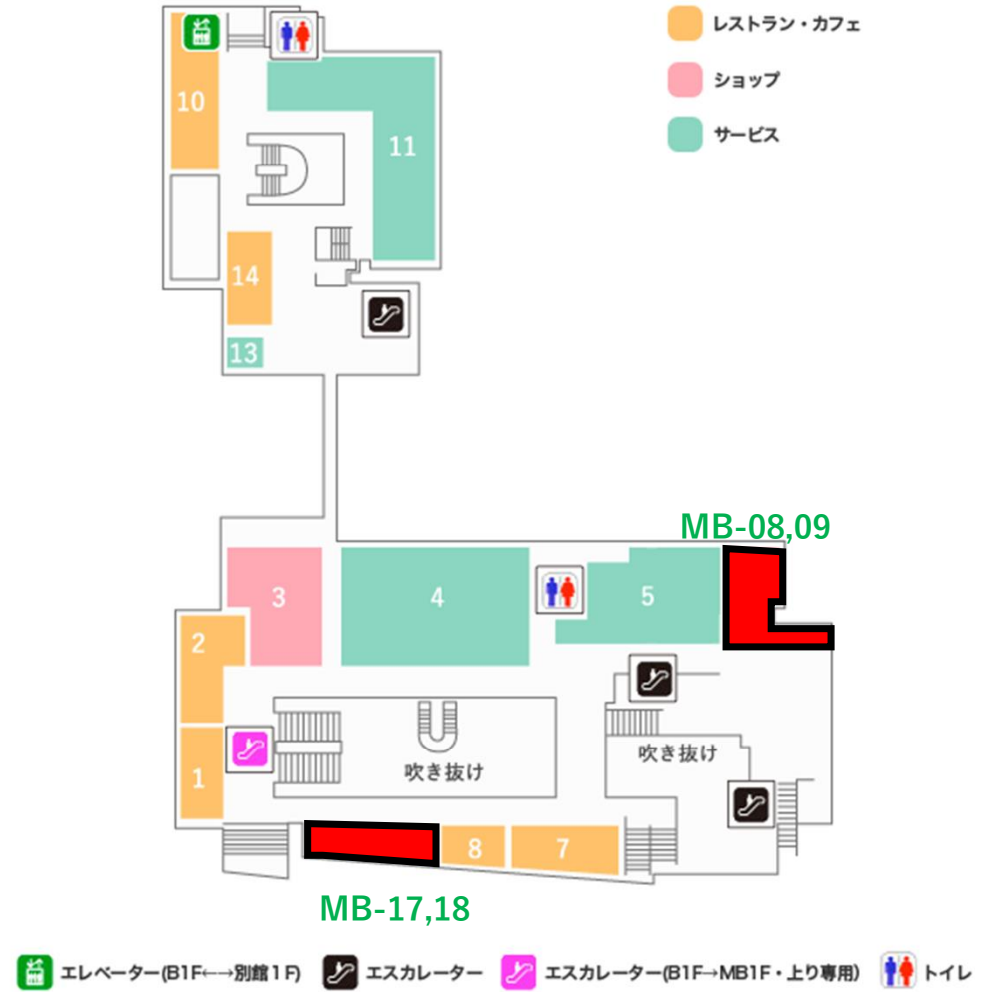 レストラン・カフェ
ショップ
サービス
10
11
14
13
MB-08,09
3
4
5
2
1
吹き抜け
吹き抜け
8
7
MB-17,18
エレベーター(B1F←→別館1F)
エスカレーター
エスカレーター(B1F→MB1F・上り専用)
トイレ